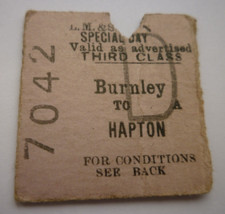 L.M.& S.
SPECIAL DAY
Valid as advertised
THIRD CLASS
Burnley
TO A
HAPTON
FOR CONDITIONS
SEE BACK
7042
D